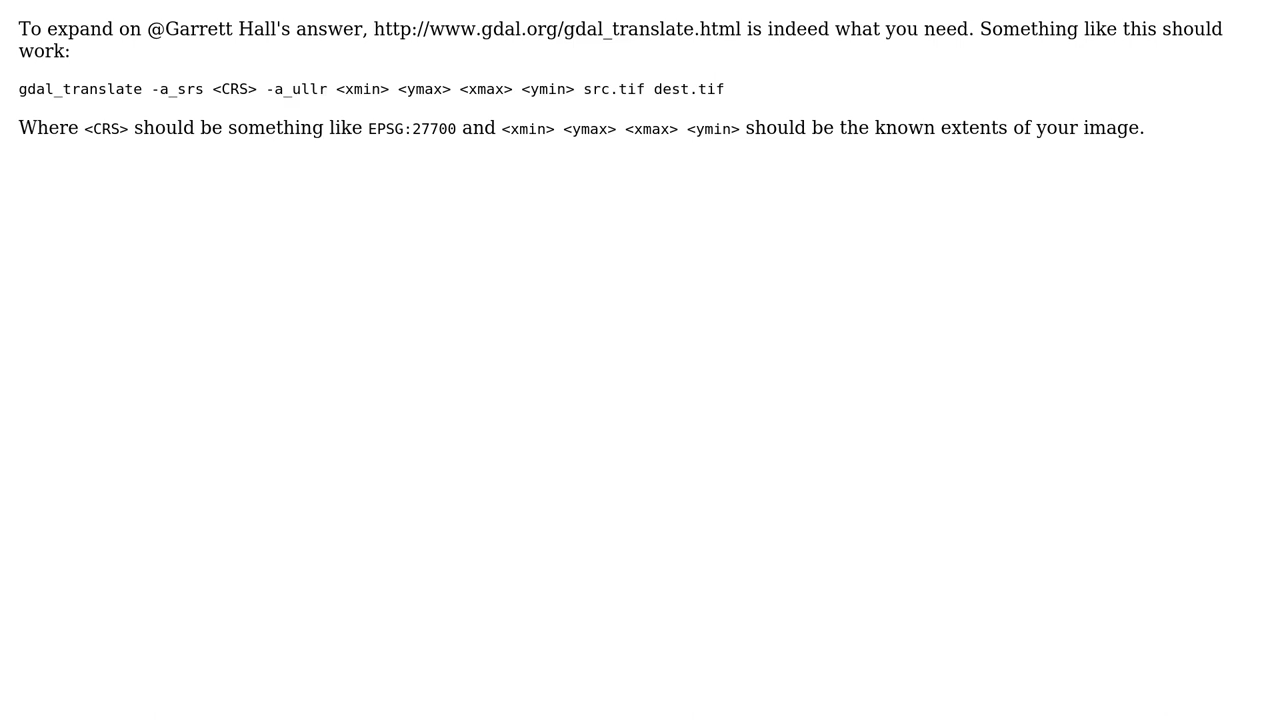 To expand on @Garrett Hall's answer, http://www.gdal.org/gdal_translate.html is indeed what you need. Something like this should
work:
gdal_translate -a_srs <CRS> -a_ullr <xmin> <ymax> <xmax> <ymin> src.tif dest.tif
Where <CRS> should be something like EPSG:27700 and <xmin> <ymax> <xmax> <ymin> should be the known extents of your image.